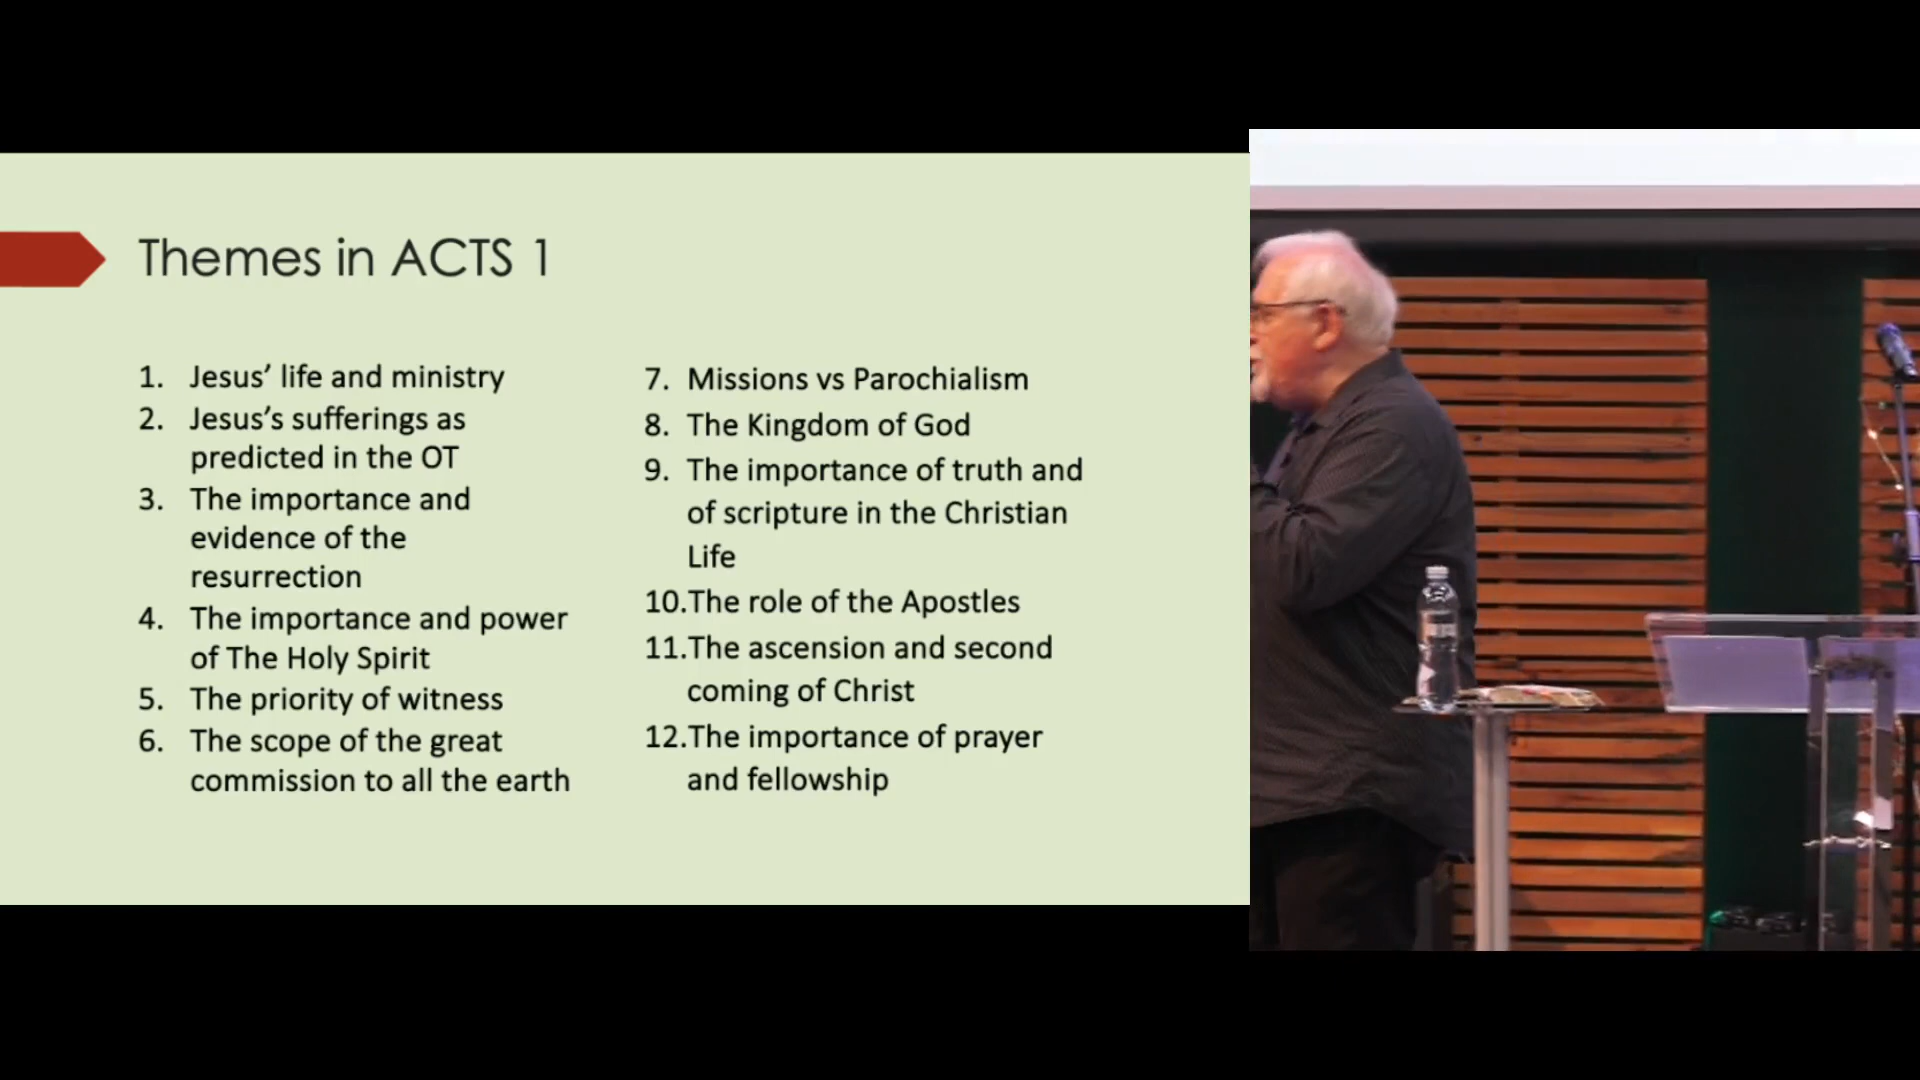 Themes in ACTS 1
1. Jesus’ life and ministry
2. Jesus’s sufferings as
predicted in the OT
3. The importance and
evidence of the
resurrection
4. The importance and power
of The Holy Spirit
5. The priority of witness
6. The scope of the great
commission to all the earth
7. Missions vs Parochialism
8. The Kingdom of God
9. The importance of truth and
of scripture in the Christian
Life
10.The role of the Apostles
11.The ascension and second
coming of Christ
12.The importance of prayer
and fellowship